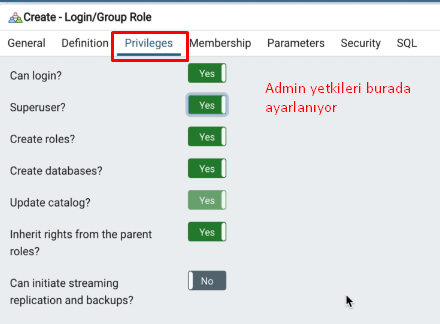 Create - Login/Group Role
General Definition Privileges Membership Parameters Security SQL
Can login? Yes
Superuser? Yes
Admin yetkileri burada
ayarlanıyor
Create roles? Yes
Create databases? Yes
Update catalog? Yes
Inherit rights from the parent
roles? Yes
Can initiate streaming
replication and backups? No